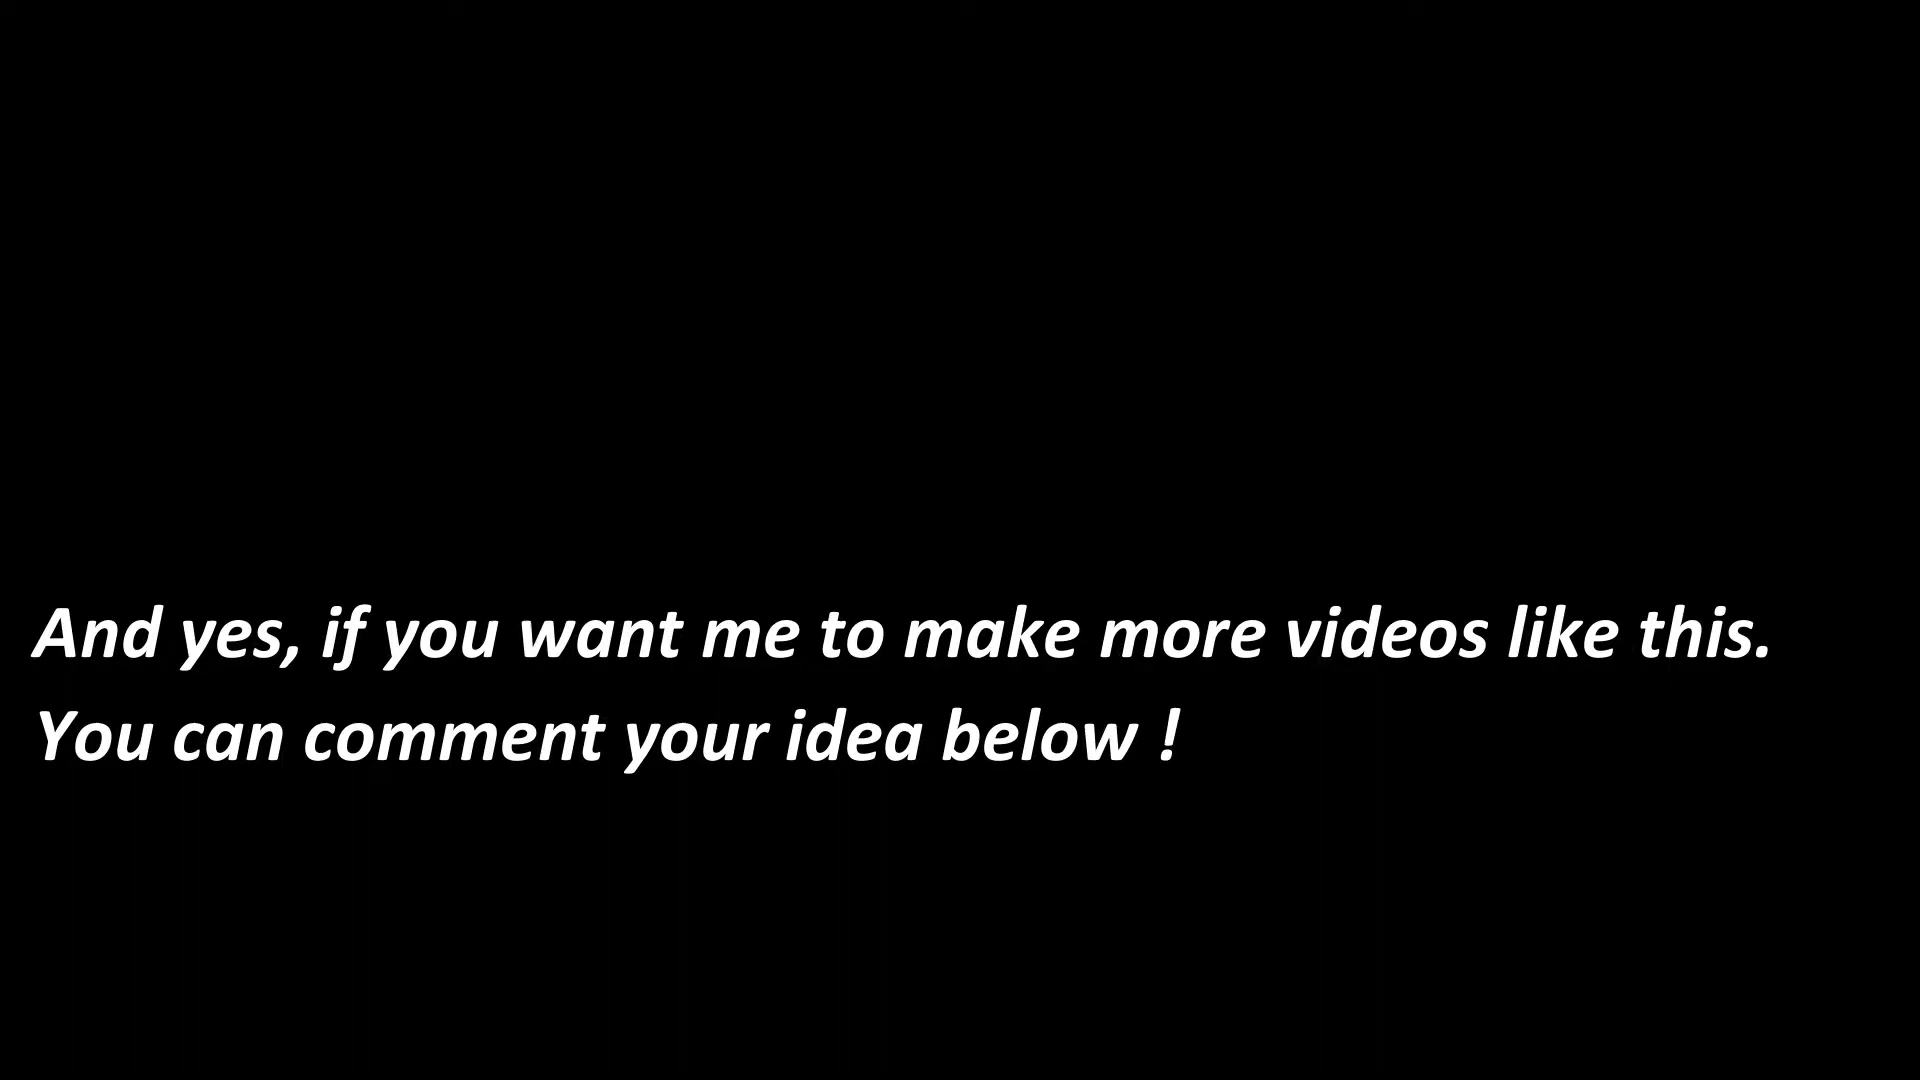 And yes, if you want me to make more videos like this.
You can comment your idea below !